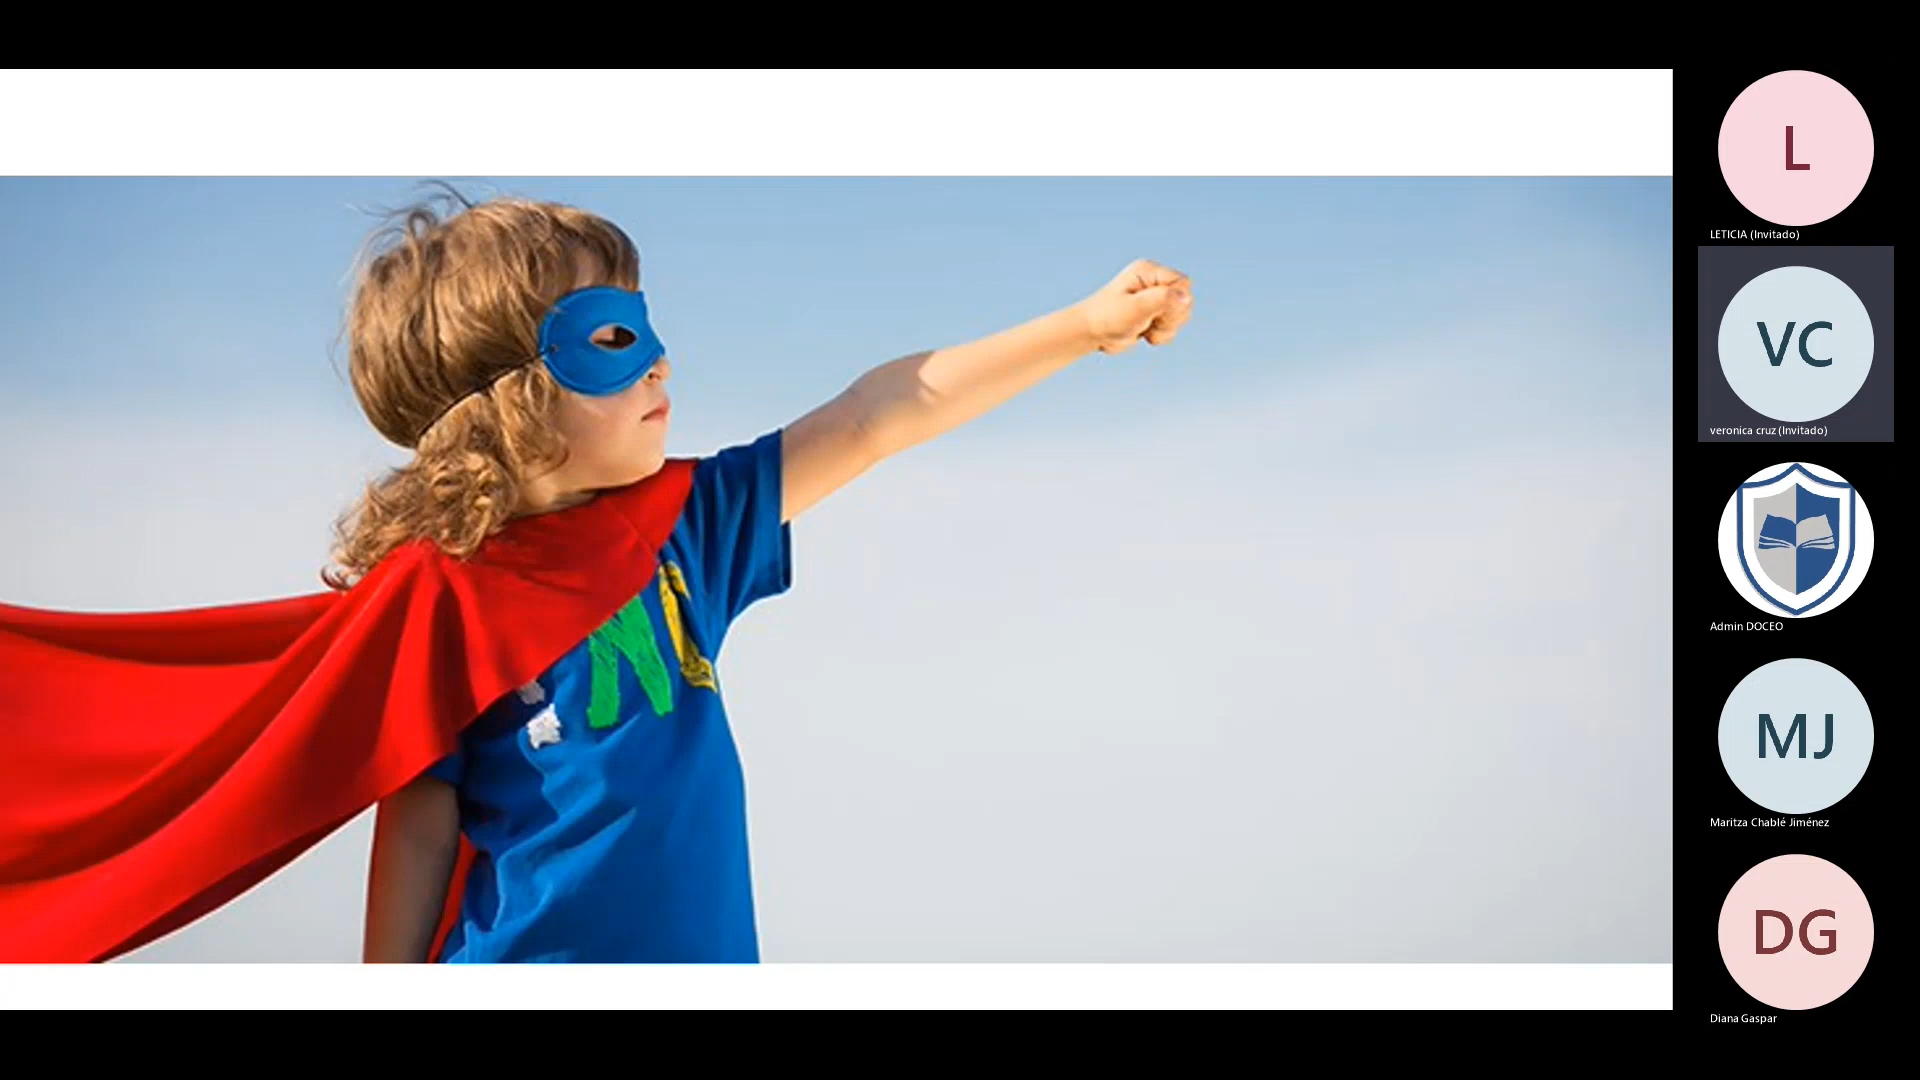 L
LETICIA (Invitado)
VC
veronica cruz (Invitado)
Admin DOCEO
MJ
Maritza Chablé Jiménez
DG
Diana Gaspar